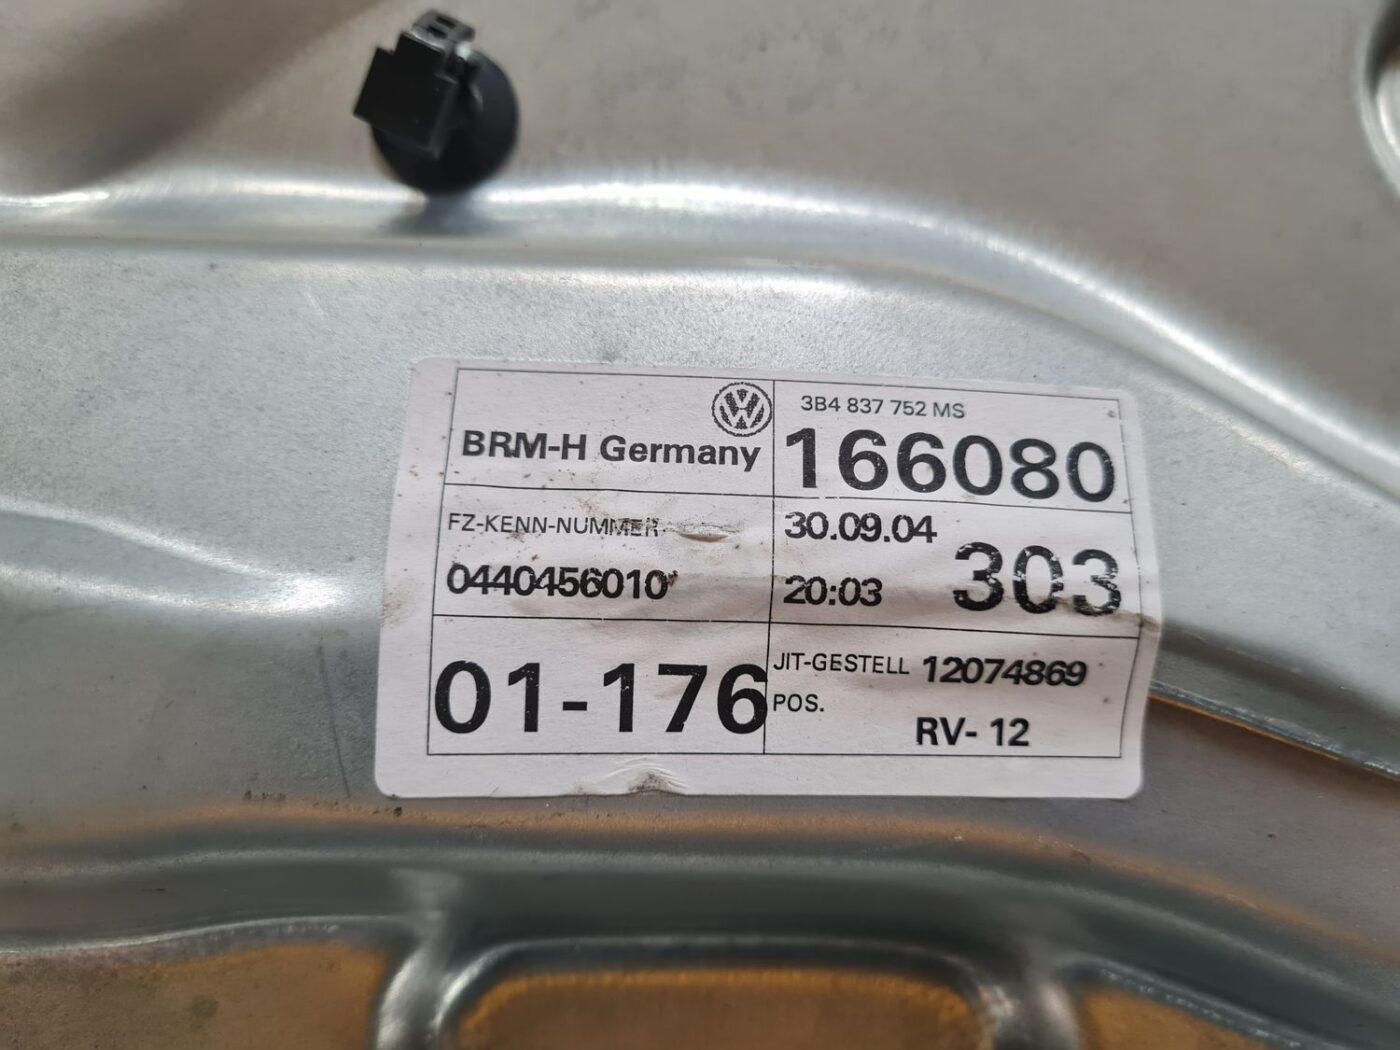 VW
BRM-H Germany
3B4 837 752 MS
166080
FZ-KENN-NUMMER
0440456010
30.09.04
20:03
303
01-176
JIT-GESTELL 12074869
POS.
RV- 12